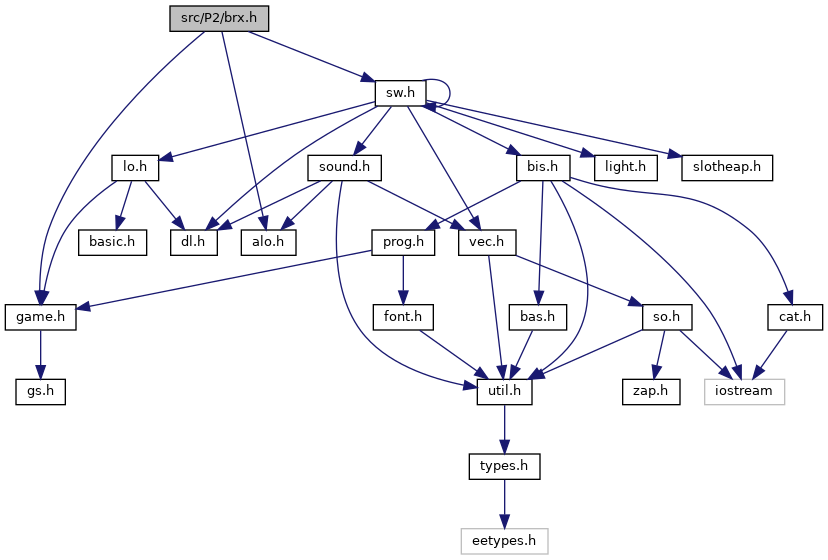 src/P2/brx.h
sw.h
lo.h
sound.h
bis.h
light.h
slotheap.h
basic.h
dl.h
alo.h
prog.h
vec.h
game.h
font.h
bas.h
so.h
cat.h
gs.h
util.h
zap.h
iostream
types.h
eetypes.h